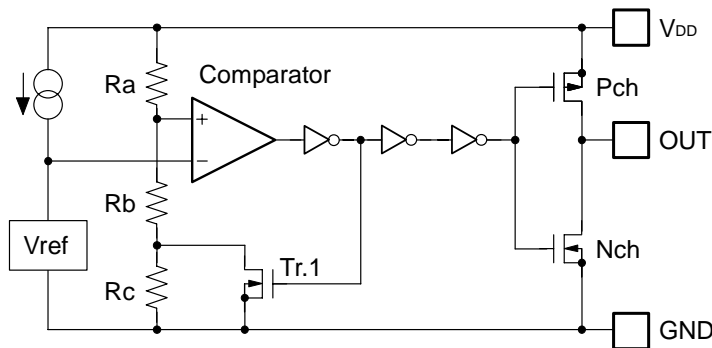 VDD
Ra
Comparator
Pch
+
−
OUT
Rb
Vref
Nch
Tr.1
Rc
GND